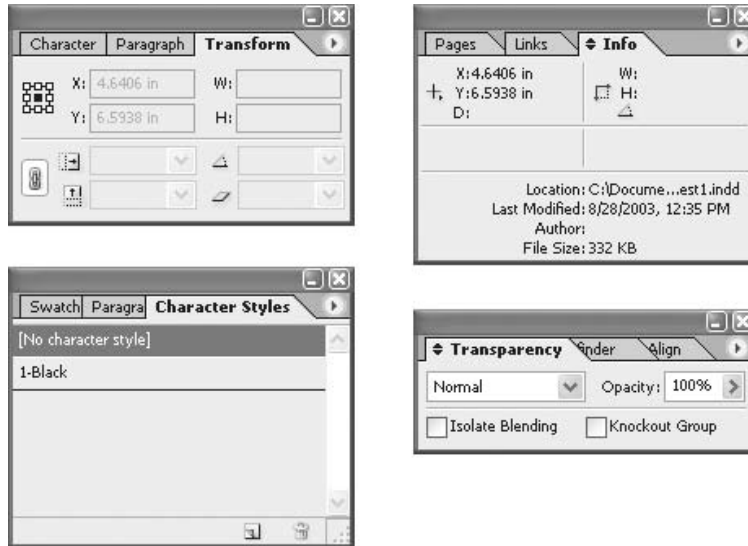 Character Paragraph Transform
X: 4.6406 in W:
Y: 6.5938 in H:
Pages Links Info
X:4.6406 in W:
Y:6.5938 in H:
D:
Location: C:\Docume...est1.indd
Last Modified: 8/28/2003, 12:35 PM
Author:
File Size: 332 KB
Swatch Paragra Character Styles
[No character style]
1-Black
Transparency finder Align
Normal Opacity: 100%
Isolate Blending Knockout Group